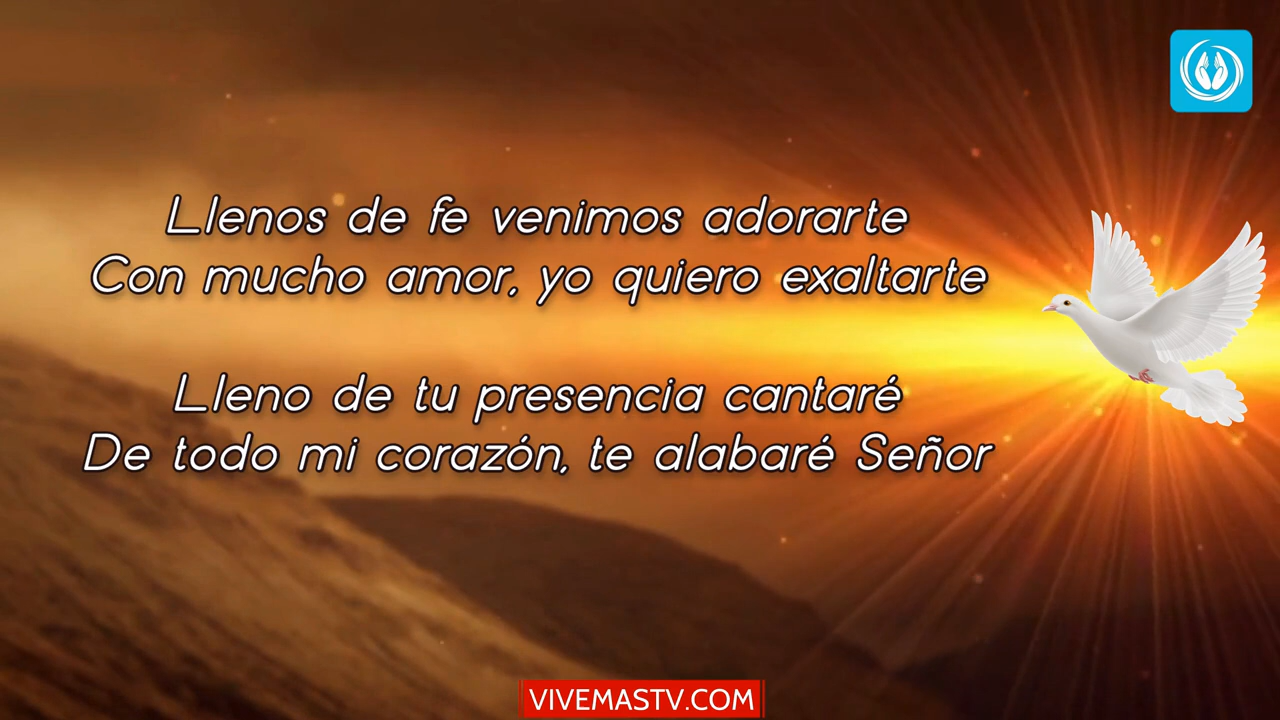 Llenos de fe venimos adorarte
Con mucho amor, yo quiero exaltarte
Lleno de tu presencia cantaré
De todo mi corazón, te alabaré Señor
VIVEMASTV.COM